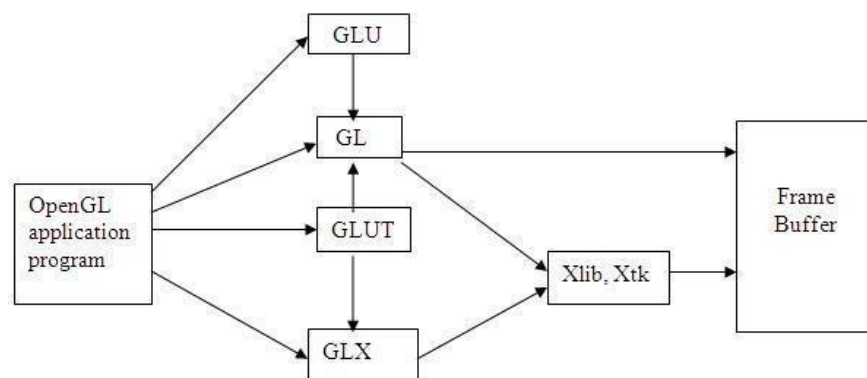 GLU
GL
OpenGL
application
program
GLUT
GLX
Xlib, Xtk
Frame
Buffer